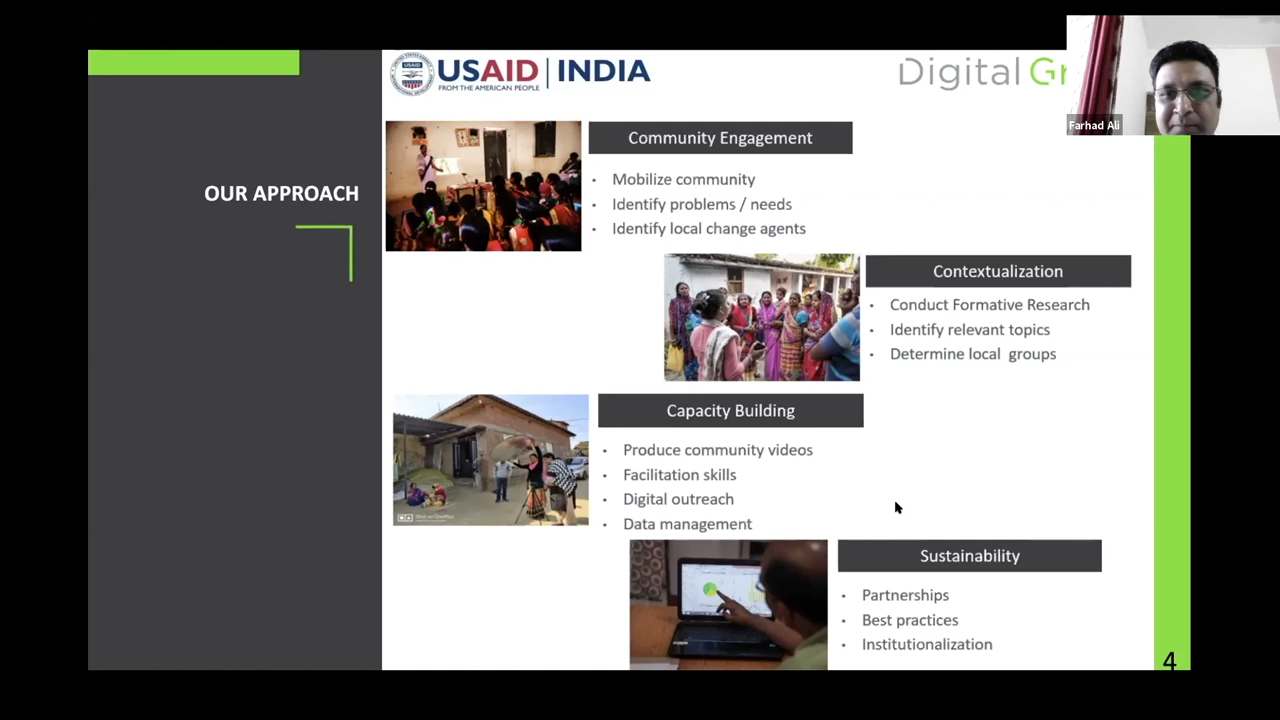 USAID | INDIA
FROM THE AMERICAN PEOPLE
Digital Gr
Farhad Ali
OUR APPROACH
Community Engagement
• Mobilize community
• Identify problems / needs
• Identify local change agents
Contextualization
• Conduct Formative Research
• Identify relevant topics
• Determine local groups
Capacity Building
• Produce community videos
• Facilitation skills
• Digital outreach
• Data management
Sustainability
• Partnerships
• Best practices
• Institutionalization
4